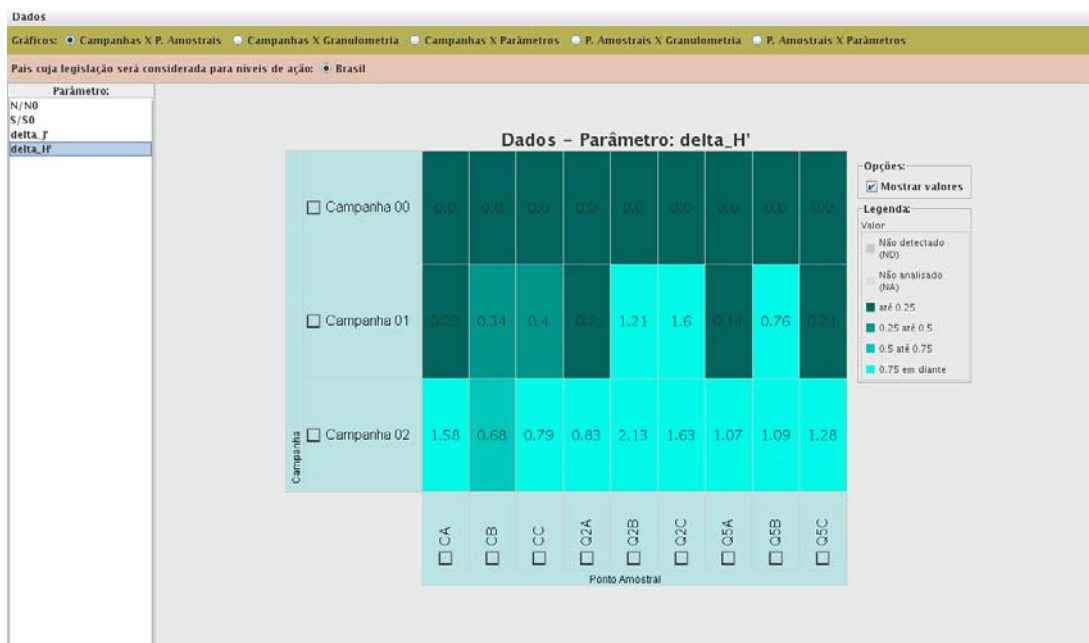 Dados
Gráficos: Campanhas X P. Amostrais Campanhas X Granulometria Campanhas X Parâmetros P. Amostrais X Granulometria P. Amostrais X Parâmetros
País cuja legislação será considerada para níveis de ação: Brasil
Parâmetro:
N/N0
S/S0
delta_J'
delta_H'
Dados - Parâmetro: delta_H'
Campanha
Campanha 00 0.0 0.0 0.0 0.0 0.0 0.0 0.0 0.0 0.0
Campanha 01 0.23 0.34 0.4 1.21 1.6 0.14 0.76 0.21
Campanha 02 1.58 0.68 0.79 0.83 2.13 1.63 1.07 1.09 1.28
CA CB CC Q2A Q2B Q2C Q5A Q5B Q5C
Ponto Amostral
Opções:
Mostrar valores
Legenda:
Valor
Não detectado
(ND)
Não analisado
(NA)
até 0.25
0.25 até 0.5
0.5 até 0.75
0.75 em diante